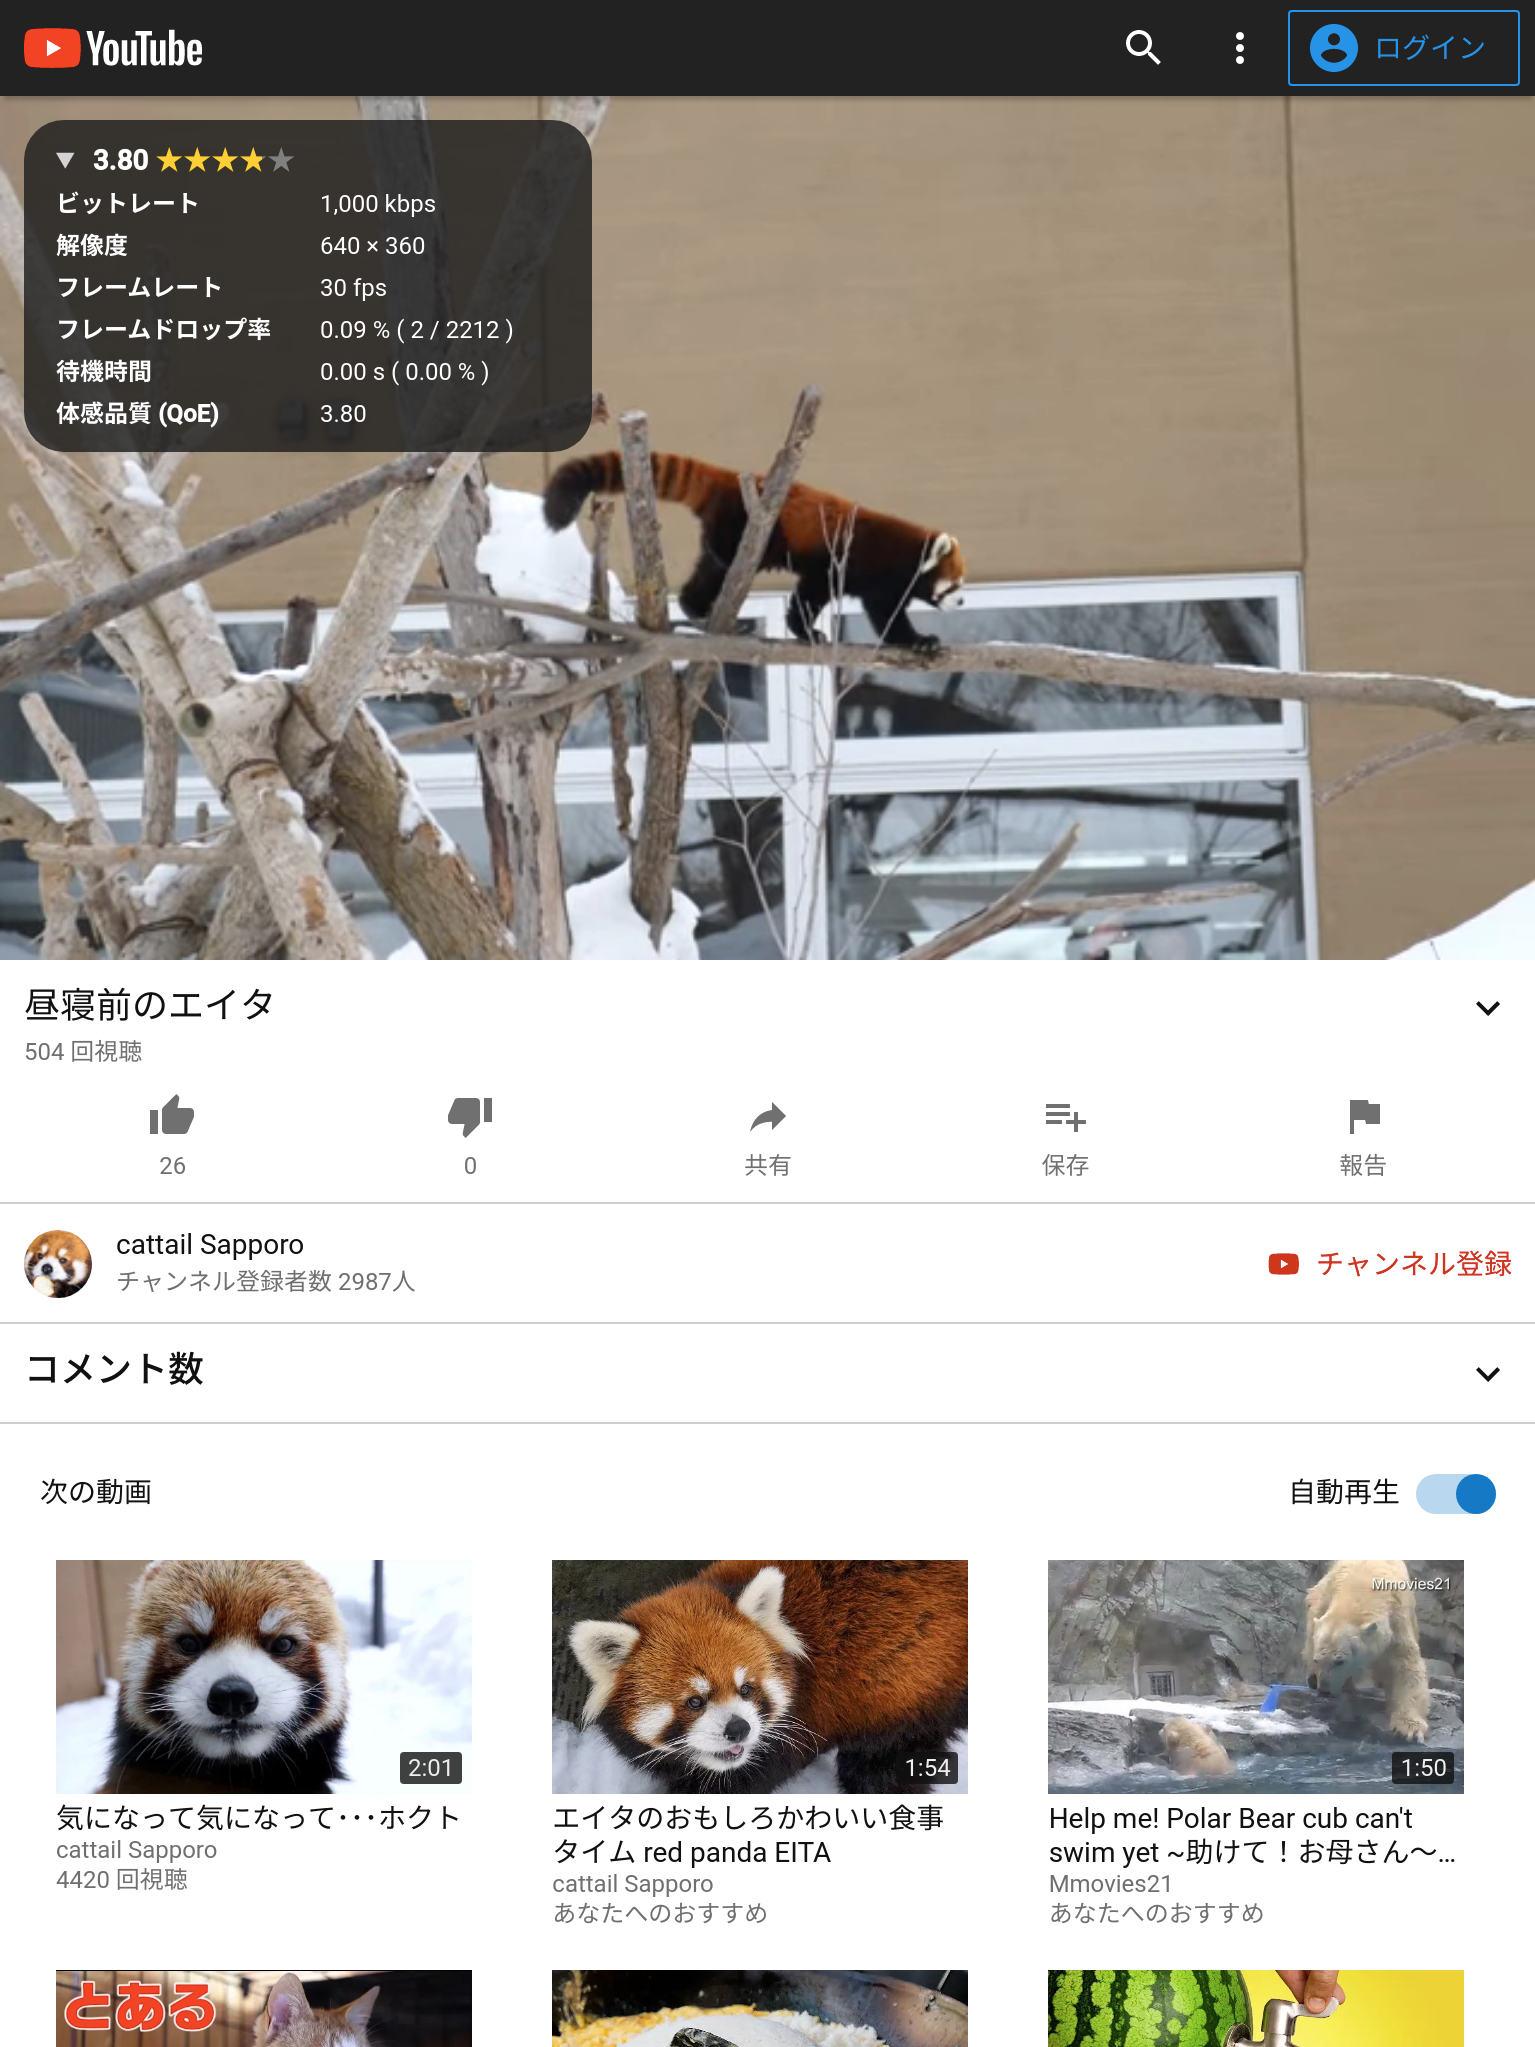 YouTube
ログイン
▼ 3.80 ★★★★★
ビットレート 1,000 kbps
解像度 640 × 360
フレームレート 30 fps
フレームドロップ率 0.09 % ( 2 / 2212 )
待機時間 0.00 s ( 0.00 % )
体感品質 (QoE) 3.80
昼寝前のエイタ
504 回視聴
26 0 共有 保存 報告
cattail Sapporo
チャンネル登録者数 2987人
チャンネル登録
コメント数
次の動画 自動再生
Mmovies21
2:01 1:54 1:50
気になって気になって･･･ホクト
cattail Sapporo
4420 回視聴
エイタのおもしろかわいい食事
タイム red panda EITA
cattail Sapporo
あなたへのおすすめ
Help me! Polar Bear cub can't
swim yet ~助けて！お母さん〜...
Mmovies21
あなたへのおすすめ
とある